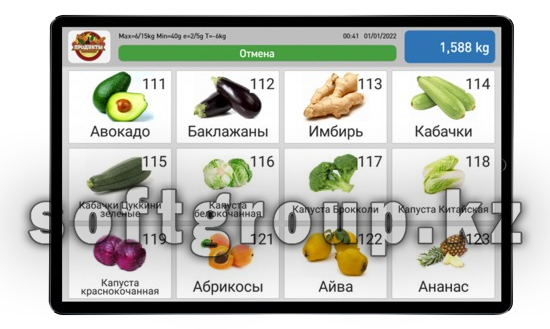 Max=6/15kg Min=40g e=2/5g T=-6kg
00:41 01/01/2022
1,588 kg
ПРОДУКТЫ
Отмена
111
Авокадо
112
Баклажаны
113
Имбирь
114
Кабачки
115
Кабачки Цуккини
зеленые
116
Капуста
белокочанная
117
Капуста Брокколи
118
Капуста Китайская
softgroup.kz
119
Капуста
краснокочанная
121
Абрикосы
122
Айва
123
Ананас